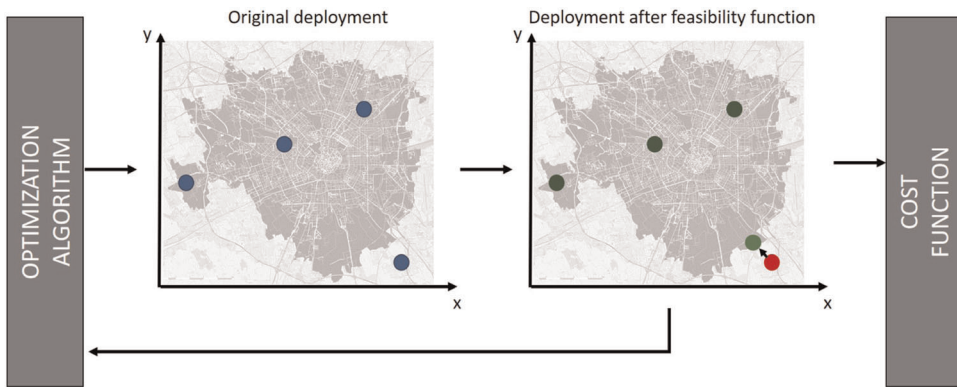 Original deployment
Deployment after feasibility function
y
y
OPTIMIZATION
ALGORITHM
COST
FUNCTION
x
x